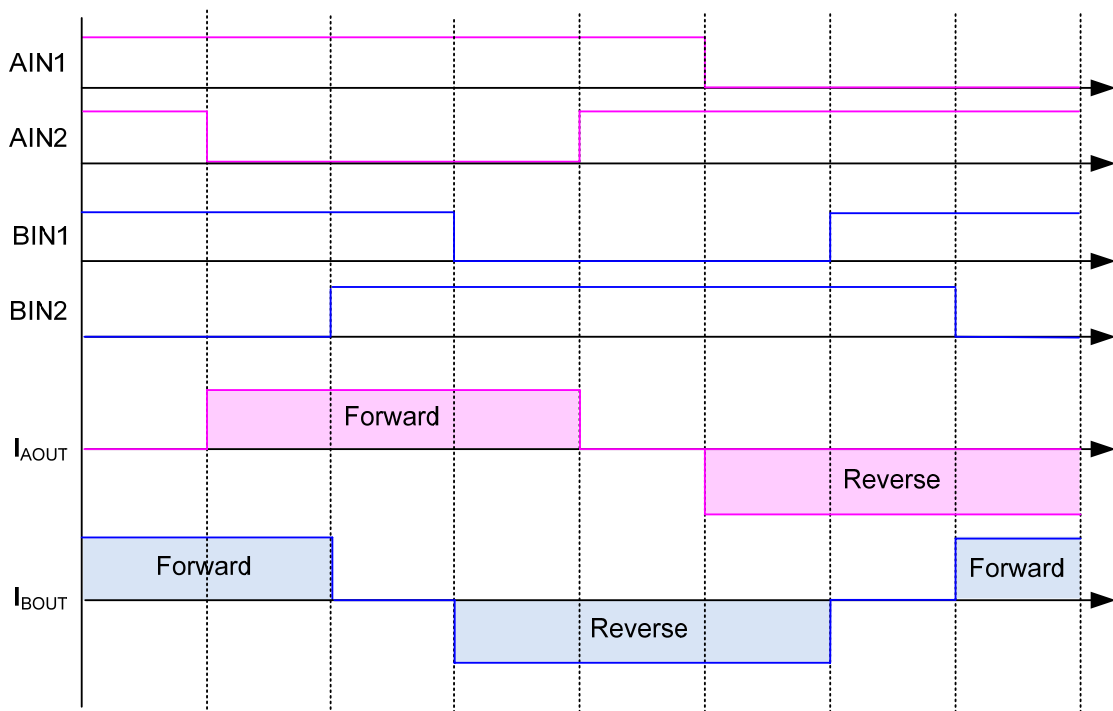 AIN1
AIN2
BIN1
BIN2
Forward
IAOUT
Reverse
Forward
Forward
IBOUT
Reverse